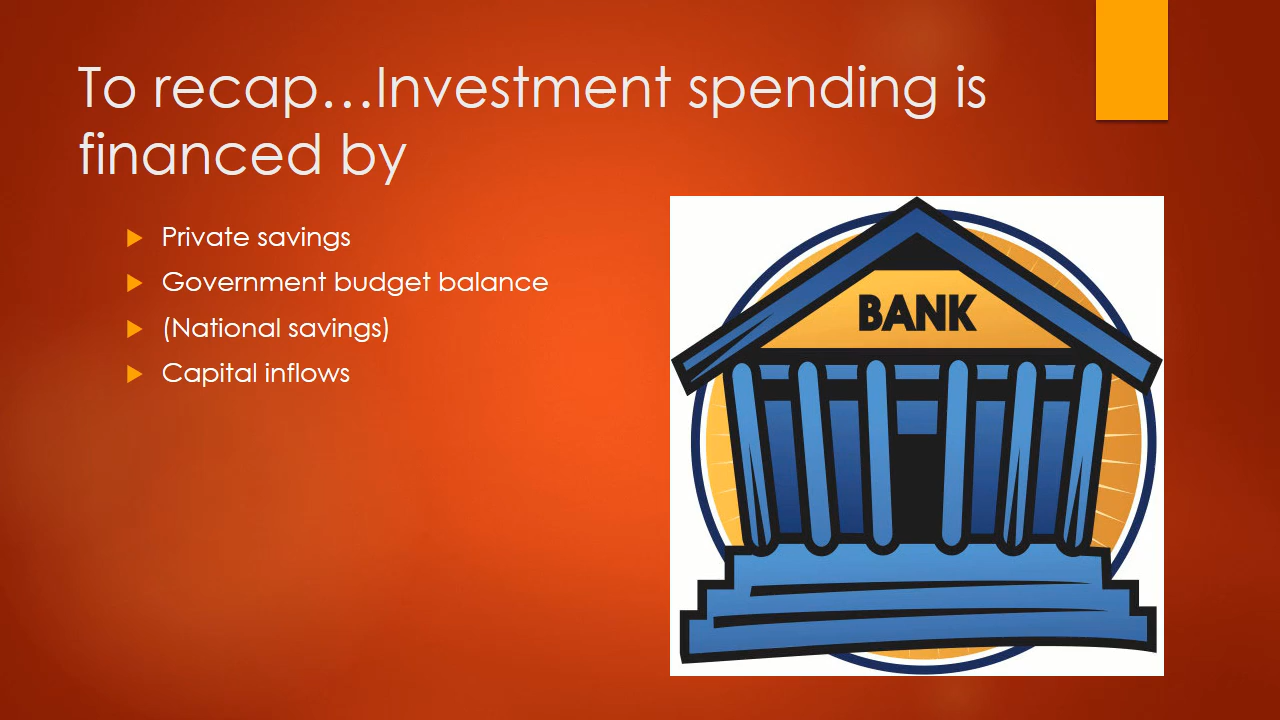 To recap…Investment spending is
financed by
Private savings
Government budget balance
(National savings)
Capital inflows
BANK